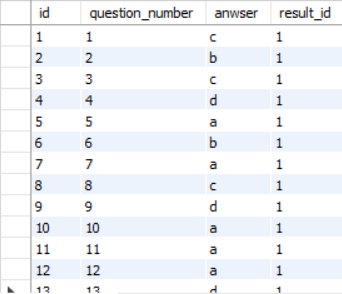 id question_number anwser result_id
1 1 c 1
2 2 b 1
3 3 c 1
4 4 d 1
5 5 a 1
6 6 b 1
7 7 a 1
8 8 c 1
9 9 d 1
10 10 a 1
11 11 a 1
12 12 a 1
13 13 d 1